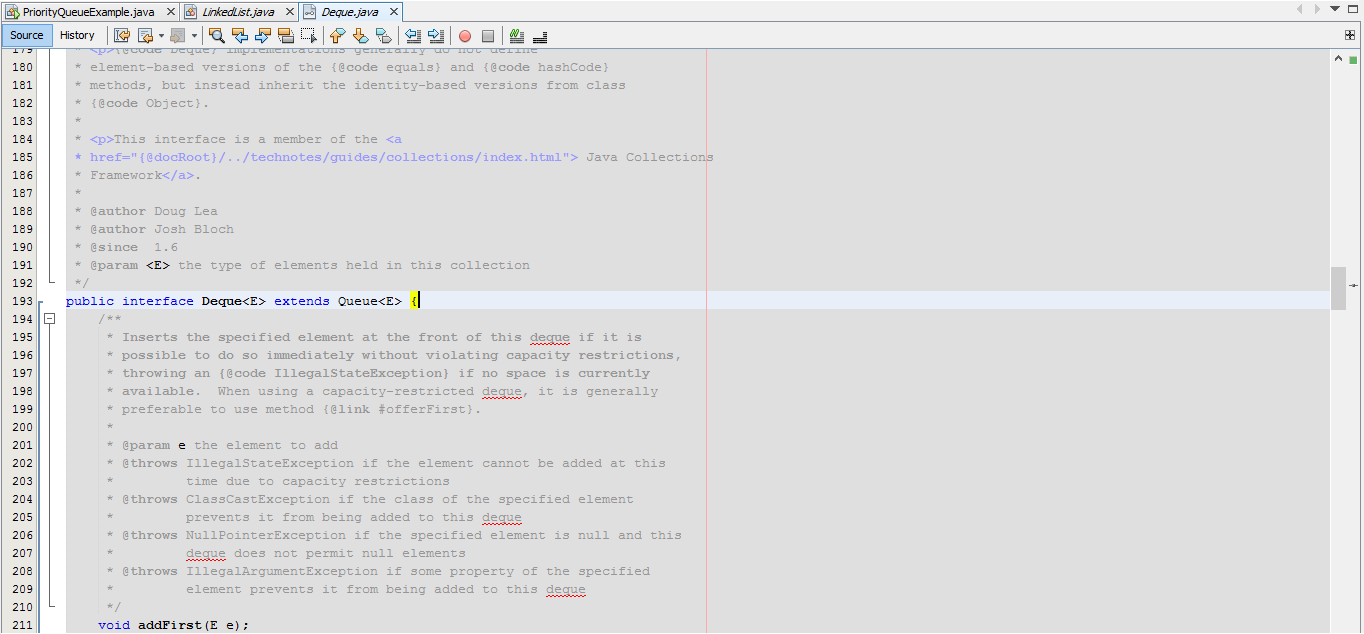 PriorityQueueExample.java LinkedList.java Deque.java
Source History
179 * <p>{@code Deque} implementations generally do not define
180 * element-based versions of the {@code equals} and {@code hashCode}
181 * methods, but instead inherit the identity-based versions from class
182 * {@code Object}.
183 *
184 * <p>This interface is a member of the <a
185 * href="{@docRoot}/../technotes/guides/collections/index.html"> Java Collections
186 * Framework</a>.
187 *
188 * @author Doug Lea
189 * @author Josh Bloch
190 * @since  1.6
191 * @param <E> the type of elements held in this collection
192 */
193 public interface Deque<E> extends Queue<E> {
194 /**
195 * Inserts the specified element at the front of this deque if it is
196 * possible to do so immediately without violating capacity restrictions,
197 * throwing an {@code IllegalStateException} if no space is currently
198 * available.  When using a capacity-restricted deque, it is generally
199 * preferable to use method {@link #offerFirst}.
200 *
201 * @param e the element to add
202 * @throws IllegalStateException if the element cannot be added at this
203 *         time due to capacity restrictions
204 * @throws ClassCastException if the class of the specified element
205 *         prevents it from being added to this deque
206 * @throws NullPointerException if the specified element is null and this
207 *         deque does not permit null elements
208 * @throws IllegalArgumentException if some property of the specified
209 *         element prevents it from being added to this deque
210 */
211 void addFirst(E e);